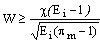 W ≥ χ(E_i - 1) / √(E_i(π_m - 1))